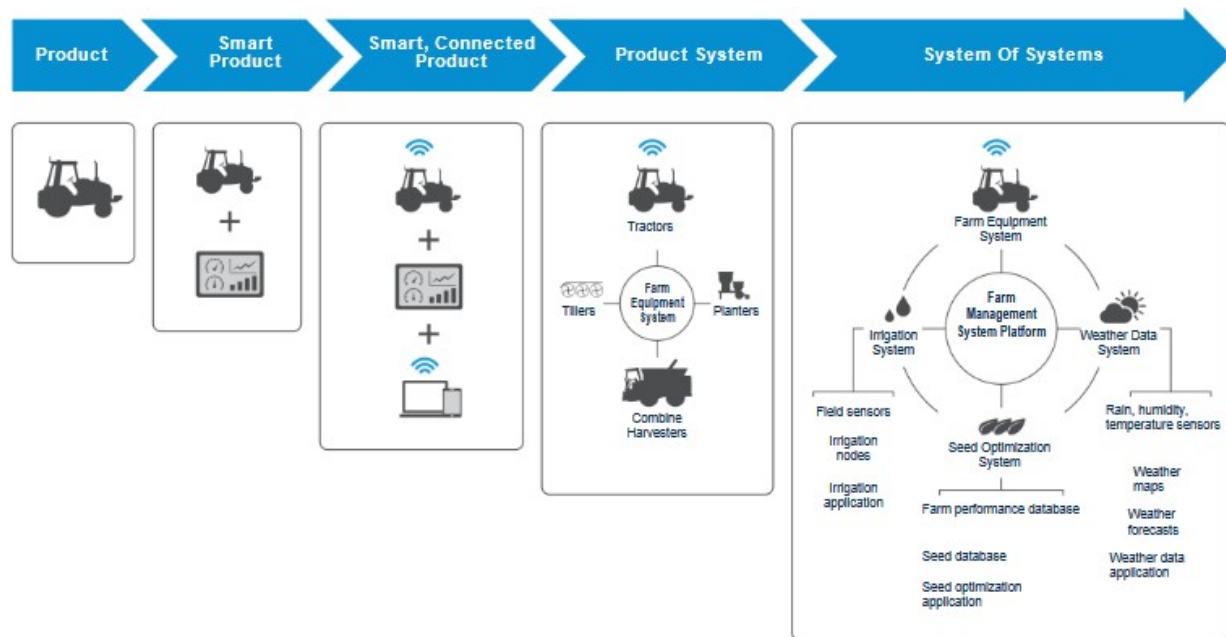 Product
Smart
Product
Smart, Connected
Product
Product System
System Of Systems
Tractors
Tillers
Farm
Equipment
System
Planters
Combine
Harvesters
Farm Equipment
System
Farm
Management
System Platform
Irrigation
System
Weather Data
System
Seed Optimization
System
Field sensors
Irrigation
nodes
Irrigation
application
Farm performance database
Seed database
Seed optimization
application
Rain, humidity,
temperature sensors
Weather
maps
Weather
forecasts
Weather data
application